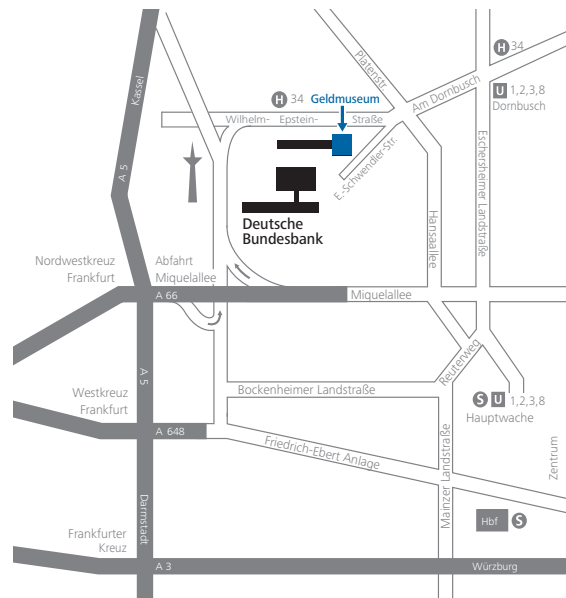 Kassel
A 5
Platenstr.
H 34
H 34 Geldmuseum
Am Dornbusch
U 1,2,3,8
Dornbusch
Wilhelm- Epstein- Straße
E.-Schwendler-Str.
Eschersheimer Landstraße
Hansaallee
Deutsche
Bundesbank
Nordwestkreuz
Frankfurt
Abfahrt
Miquelallee
A 66
Miquelallee
A 5
Reuterweg
Westkreuz
Frankfurt
Bockenheimer Landstraße
S U 1,2,3,8
Hauptwache
A 648
Friedrich-Ebert Anlage
Mainzer Landstraße
Zentrum
Darmstadt
Hbf S
Frankfurter
Kreuz
A 3
Würzburg